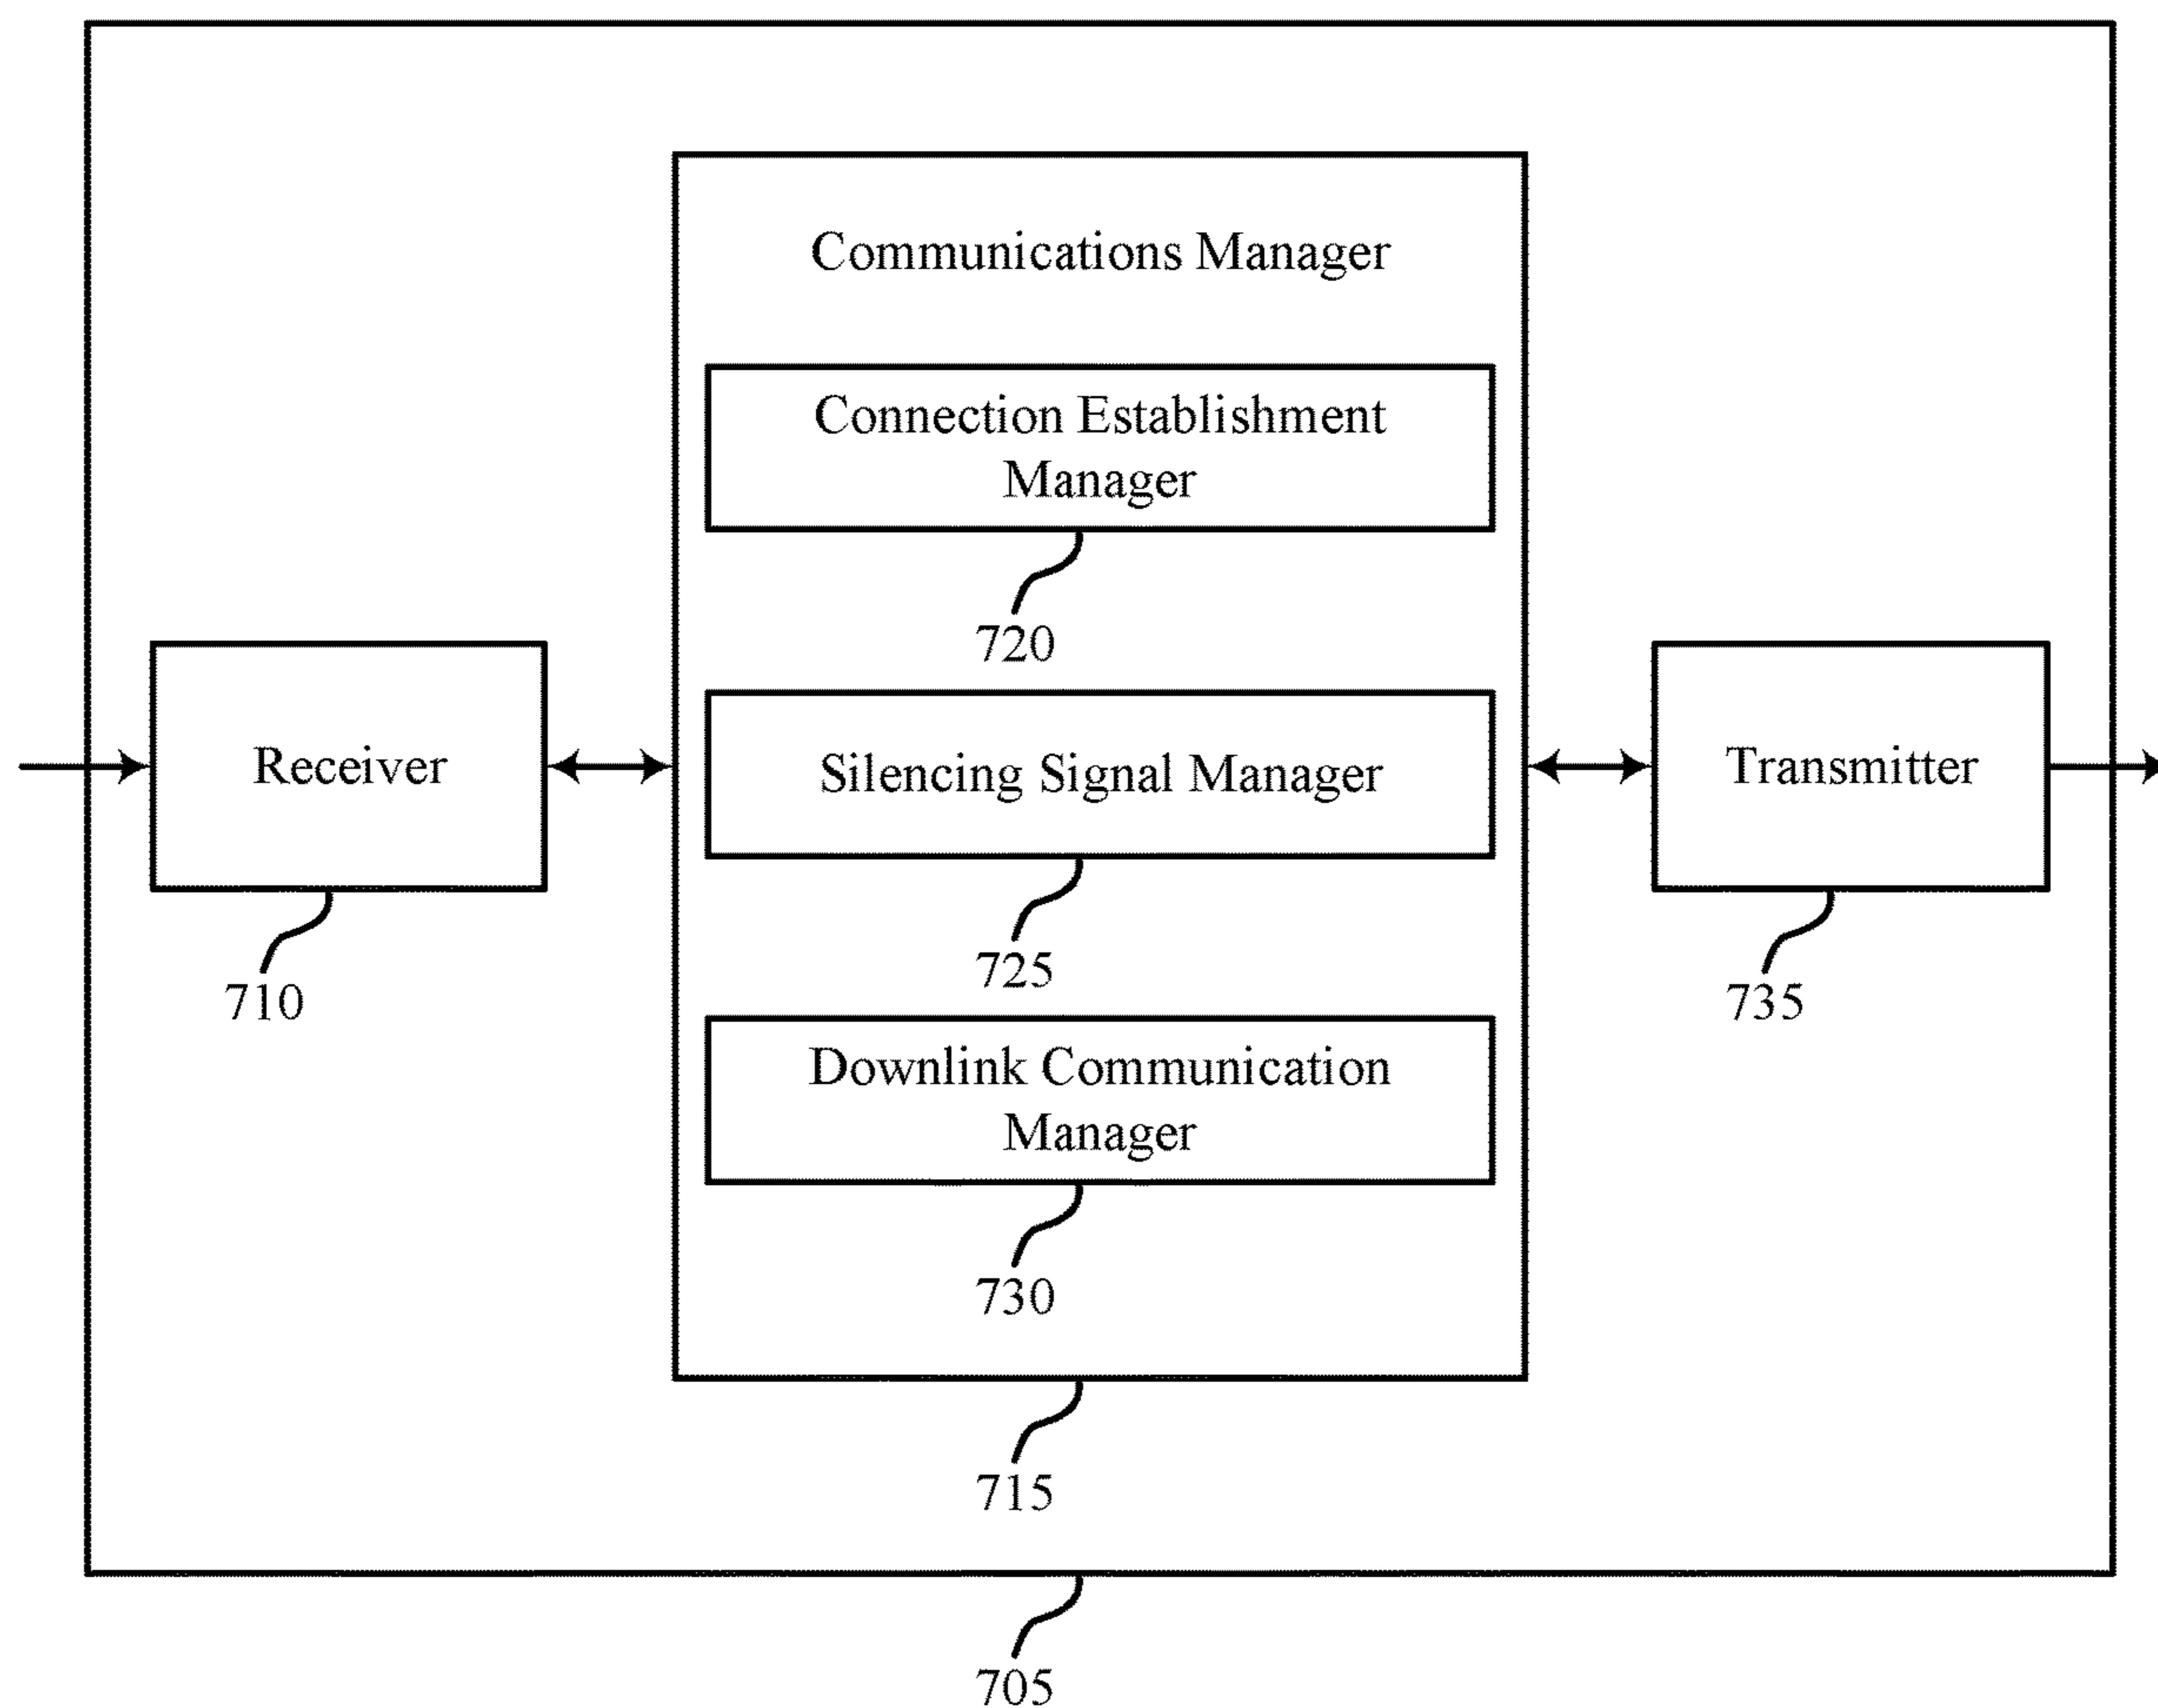 Communications Manager
Connection Establishment
Manager
720
Receiver
710
Silencing Signal Manager
725
Transmitter
735
Downlink Communication
Manager
730
715
705